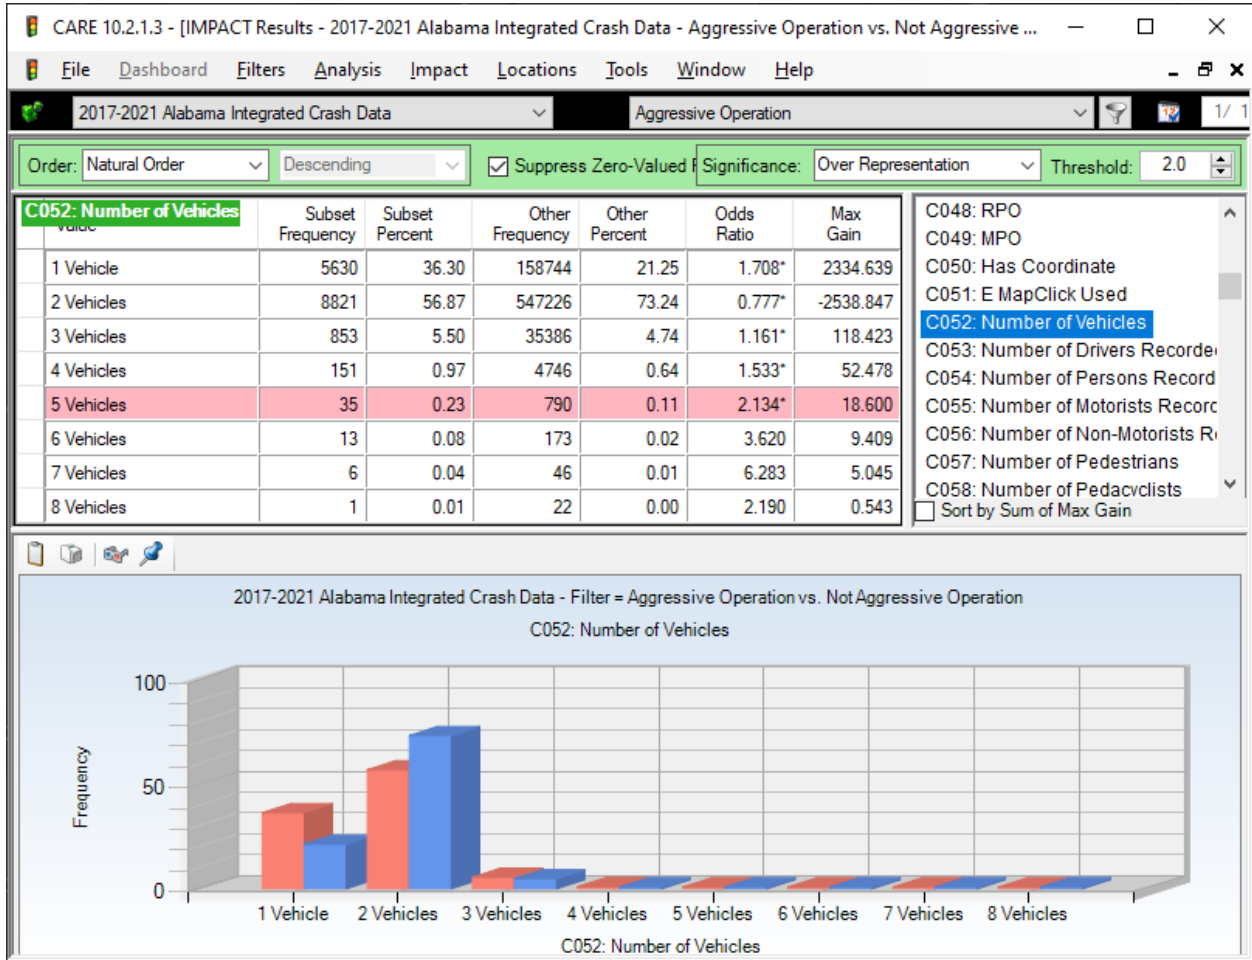 CARE 10.2.1.3 - [IMPACT Results - 2017-2021 Alabama Integrated Crash Data - Aggressive Operation vs. Not Aggressive ...
File Dashboard Filters Analysis Impact Locations Tools Window Help
2017-2021 Alabama Integrated Crash Data Aggressive Operation 1/ 1
Order: Natural Order Descending Suppress Zero-Valued Significance: Over Representation Threshold: 2.0
C052: Number of Vehicles Subset Frequency Subset Percent Other Frequency Other Percent Odds Ratio Max Gain
1 Vehicle 5630 36.30 158744 21.25 1.708* 2334.639
2 Vehicles 8821 56.87 547226 73.24 0.777* -2538.847
3 Vehicles 853 5.50 35386 4.74 1.161* 118.423
4 Vehicles 151 0.97 4746 0.64 1.533* 52.478
5 Vehicles 35 0.23 790 0.11 2.134* 18.600
6 Vehicles 13 0.08 173 0.02 3.620 9.409
7 Vehicles 6 0.04 46 0.01 6.283 5.045
8 Vehicles 1 0.01 22 0.00 2.190 0.543
C048: RPO
C049: MPO
C050: Has Coordinate
C051: E MapClick Used
C052: Number of Vehicles
C053: Number of Drivers Recorde
C054: Number of Persons Record
C055: Number of Motorists Recor
C056: Number of Non-Motorists R
C057: Number of Pedestrians
C058: Number of Pedacyclists
Sort by Sum of Max Gain
2017-2021 Alabama Integrated Crash Data - Filter = Aggressive Operation vs. Not Aggressive Operation
C052: Number of Vehicles
100
50
0
Frequency
1 Vehicle 2 Vehicles 3 Vehicles 4 Vehicles 5 Vehicles 6 Vehicles 7 Vehicles 8 Vehicles
C052: Number of Vehicles